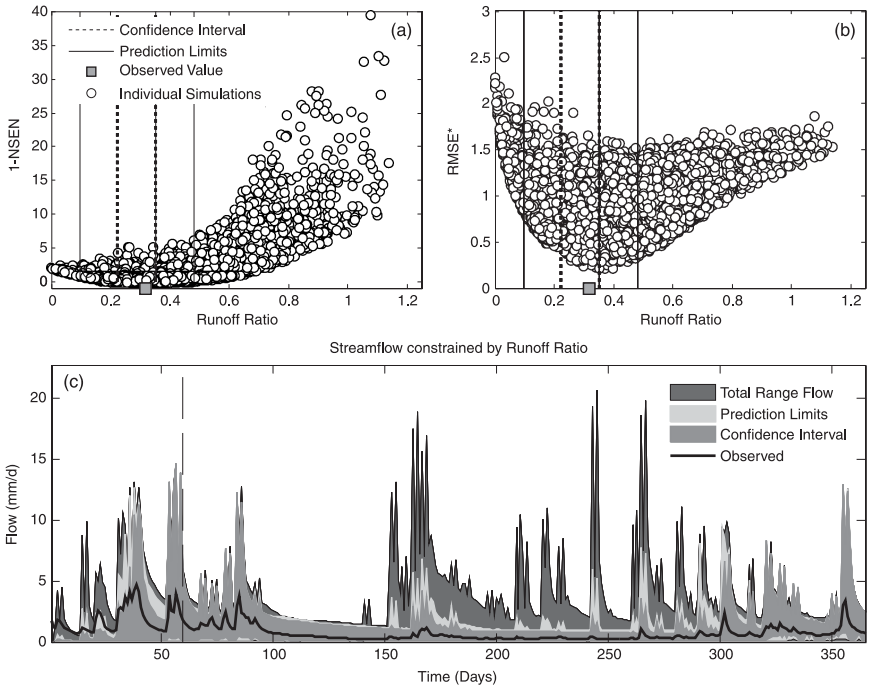 (a)
Confidence Interval
Prediction Limits
Observed Value
Individual Simulations
40
35
30
25
20
15
10
5
0
1-NSEN
0 0.2 0.4 0.6 0.8 1 1.2
Runoff Ratio
(b)
3
2.5
2
1.5
1
0.5
0
RMSE*
0 0.2 0.4 0.6 0.8 1 1.2
Runoff Ratio
Streamflow constrained by Runoff Ratio
(c)
Total Range Flow
Prediction Limits
Confidence Interval
Observed
20
15
10
5
0
Flow (mm/d)
50 100 150 200 250 300 350
Time (Days)